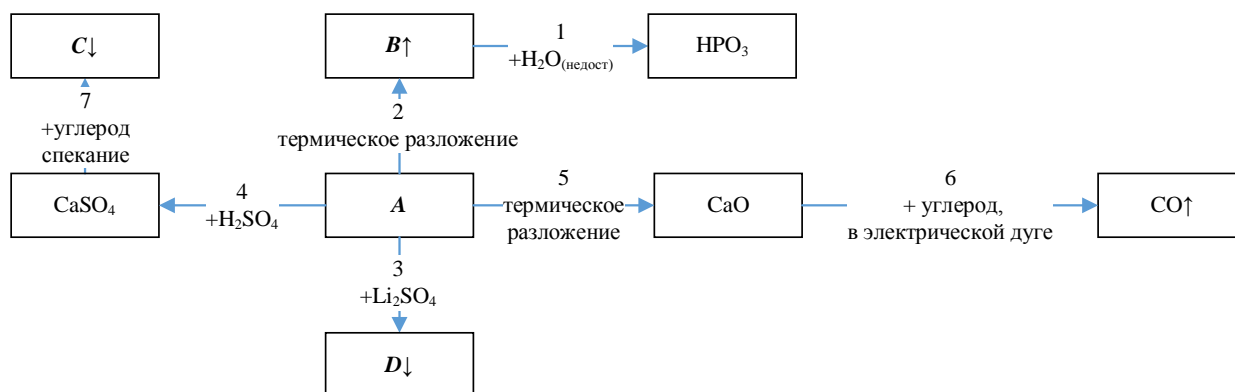 C↓
B↑
1
+H₂O(недост)
HPO₃
7
+углерод
спекание
2
термическое разложение
CaSO₄
4
+H₂SO₄
A
5
термическое
разложение
CaO
6
+ углерод,
в электрической дуге
CO↑
3
+Li₂SO₄
D↓